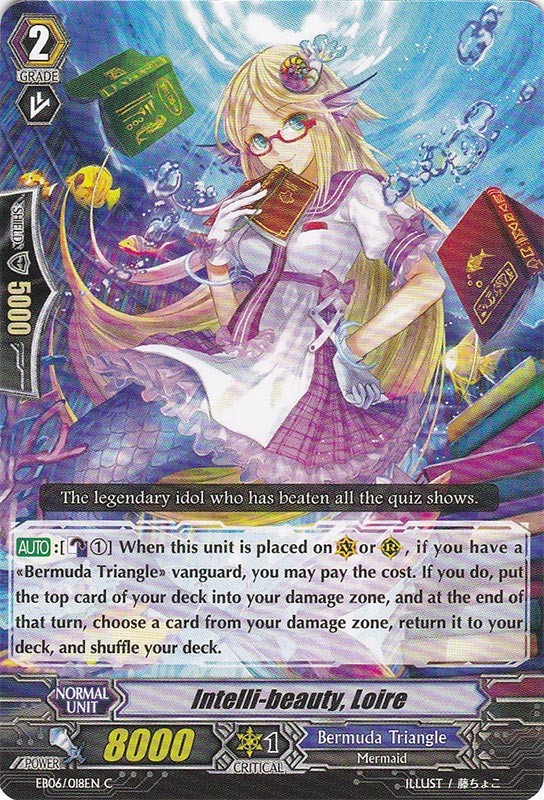 2
GRADE
SHIELD
5000
The legendary idol who has beaten all the quiz shows.
AUTO :[ ①] When this unit is placed on V or R , if you have a
«Bermuda Triangle» vanguard, you may pay the cost. If you do, put
the top card of your deck into your damage zone, and at the end of
that turn, choose a card from your damage zone, return it to your
deck, and shuffle your deck.
NORMAL
UNIT
Intelli-beauty, Loire
POWER
8000
1
CRITICAL
Bermuda Triangle
Mermaid
EB06/018EN C
ILLUST / 藤ちょこ